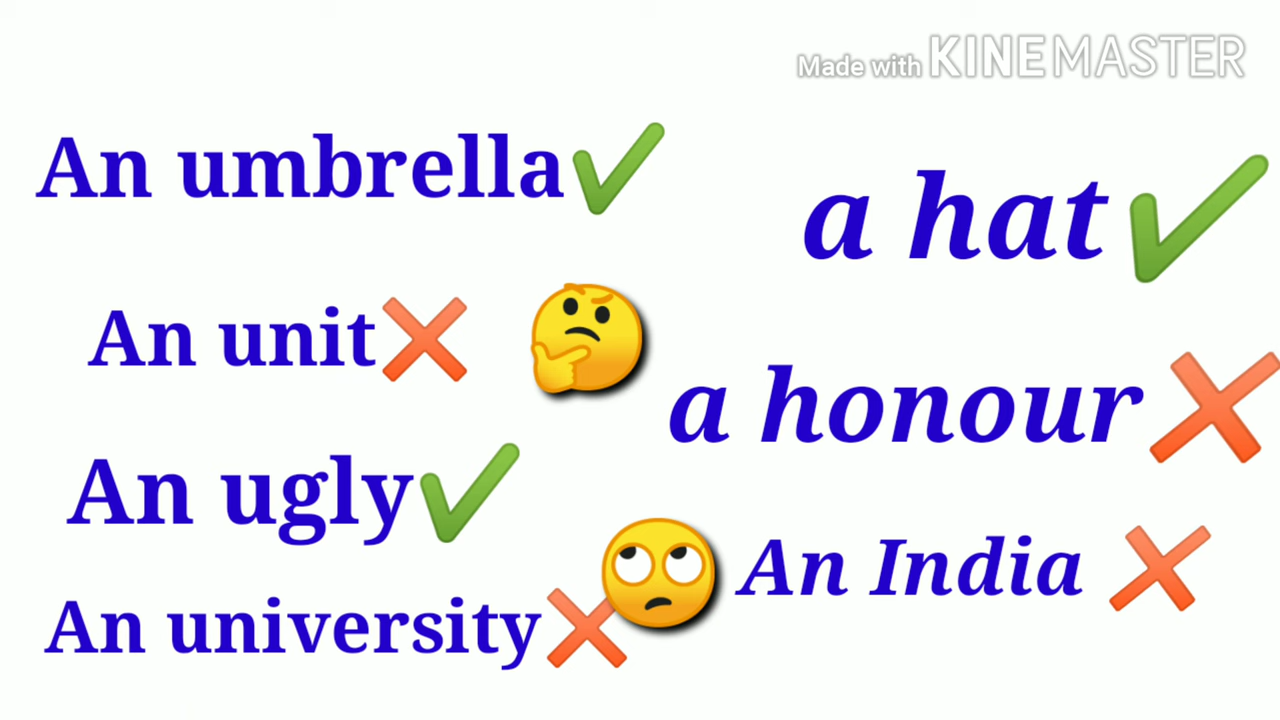 Made with KINEMASTER
An umbrella✔
An unit❌
An ugly✔
An university❌
a hat✔
a honour❌
An India ❌